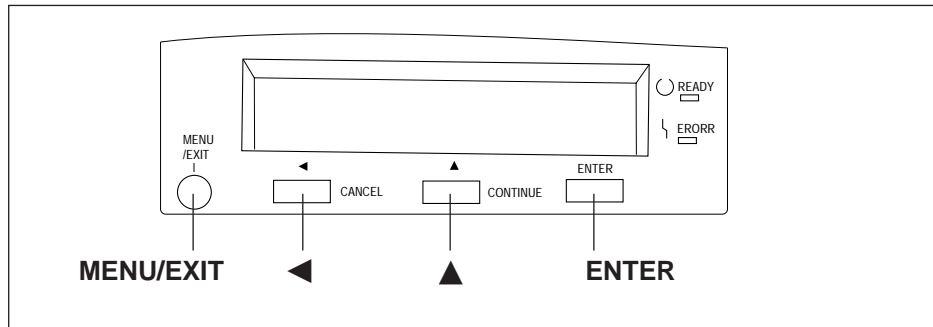 READY
ERORR
MENU
/EXIT
◀
▲
ENTER
CANCEL
CONTINUE
MENU/EXIT
◀
▲
ENTER